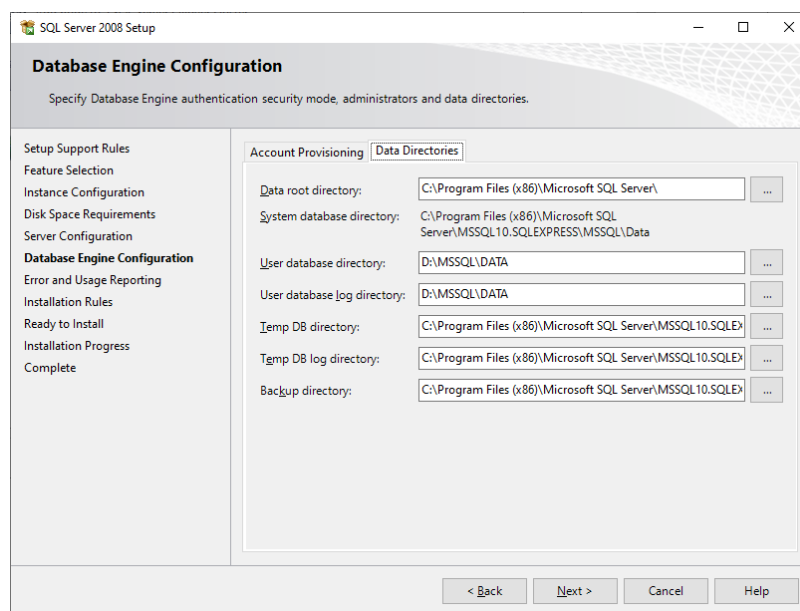 SQL Server 2008 Setup
Database Engine Configuration
Specify Database Engine authentication security mode, administrators and data directories.
Setup Support Rules
Feature Selection
Instance Configuration
Disk Space Requirements
Server Configuration
Database Engine Configuration
Error and Usage Reporting
Installation Rules
Ready to Install
Installation Progress
Complete
Account Provisioning
Data Directories
Data root directory:
C:\Program Files (x86)\Microsoft SQL Server\
...
System database directory:
C:\Program Files (x86)\Microsoft SQL
Server\MSSQL10.SQLEXPRESS\MSSQL\Data
User database directory:
D:\MSSQL\DATA
...
User database log directory:
D:\MSSQL\DATA
...
Temp DB directory:
C:\Program Files (x86)\Microsoft SQL Server\MSSQL10.SQLEX
...
Temp DB log directory:
C:\Program Files (x86)\Microsoft SQL Server\MSSQL10.SQLEX
...
Backup directory:
C:\Program Files (x86)\Microsoft SQL Server\MSSQL10.SQLEX
...
< Back
Next >
Cancel
Help